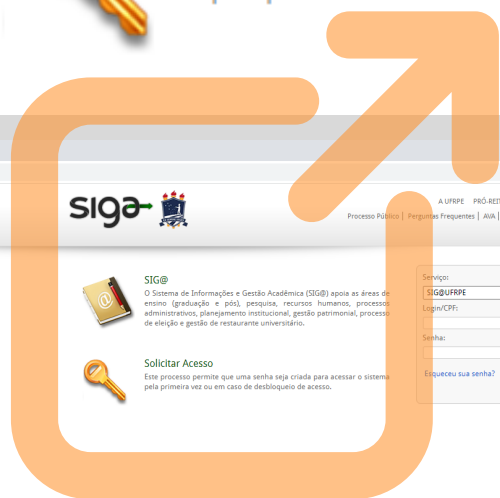 siga
A UFRPE PRÓ-REI
Processo Público | Perguntas Frequentes | AVA |
SIG@
O Sistema de Informações e Gestão Acadêmica (SIG@) apoia as áreas de
ensino (graduação e pós), pesquisa, recursos humanos, processos
administrativos, planejamento institucional, gestão patrimonial, processo
de eleição e gestão de restaurante universitário.
Serviço:
SIG@UFRPE
Login/CPF:
Senha:
Esqueceu sua senha?
Solicitar Acesso
Este processo permite que uma senha seja criada para acessar o sistema
pela primeira vez ou em caso de desbloqueio de acesso.